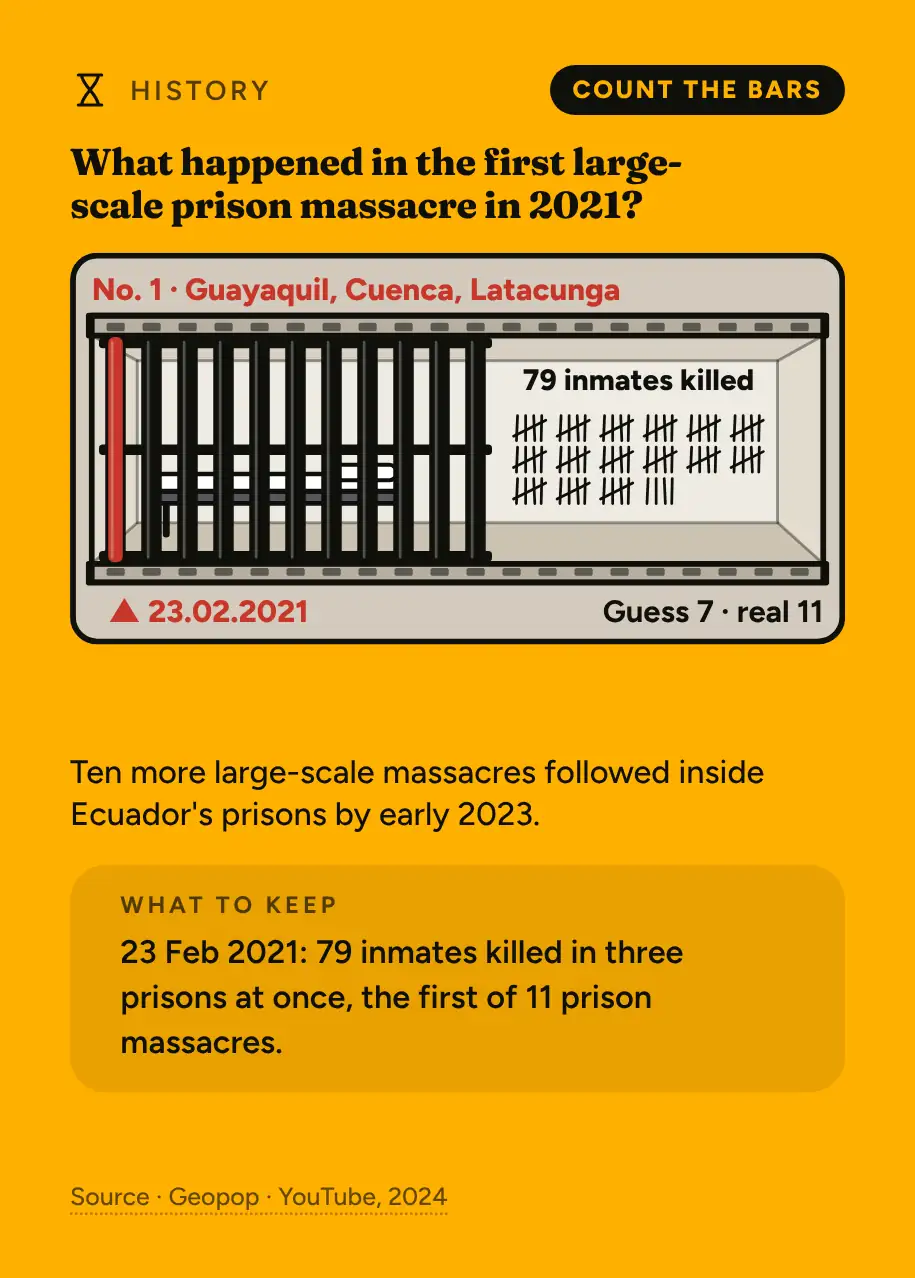 HISTORY
COUNT THE BARS
What happened in the first large-
scale prison massacre in 2021?
No. 1 · Guayaquil, Cuenca, Latacunga
79 inmates killed
▲ 23.02.2021
Guess 7 · real 11
Ten more large-scale massacres followed inside
Ecuador's prisons by early 2023.
WHAT TO KEEP
23 Feb 2021: 79 inmates killed in three
prisons at once, the first of 11 prison
massacres.
Source · Geopop · YouTube, 2024